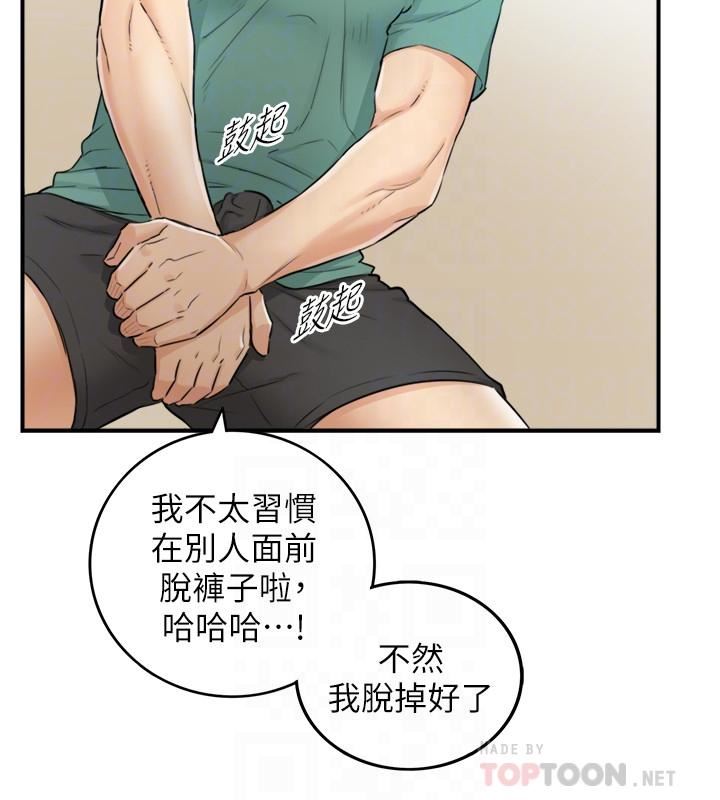 鼓起
鼓起
我不太習慣
在別人面前
脫褲子啦，
哈哈哈…!
不然
我脫掉好了
MADE BY
TOPTOON.NET